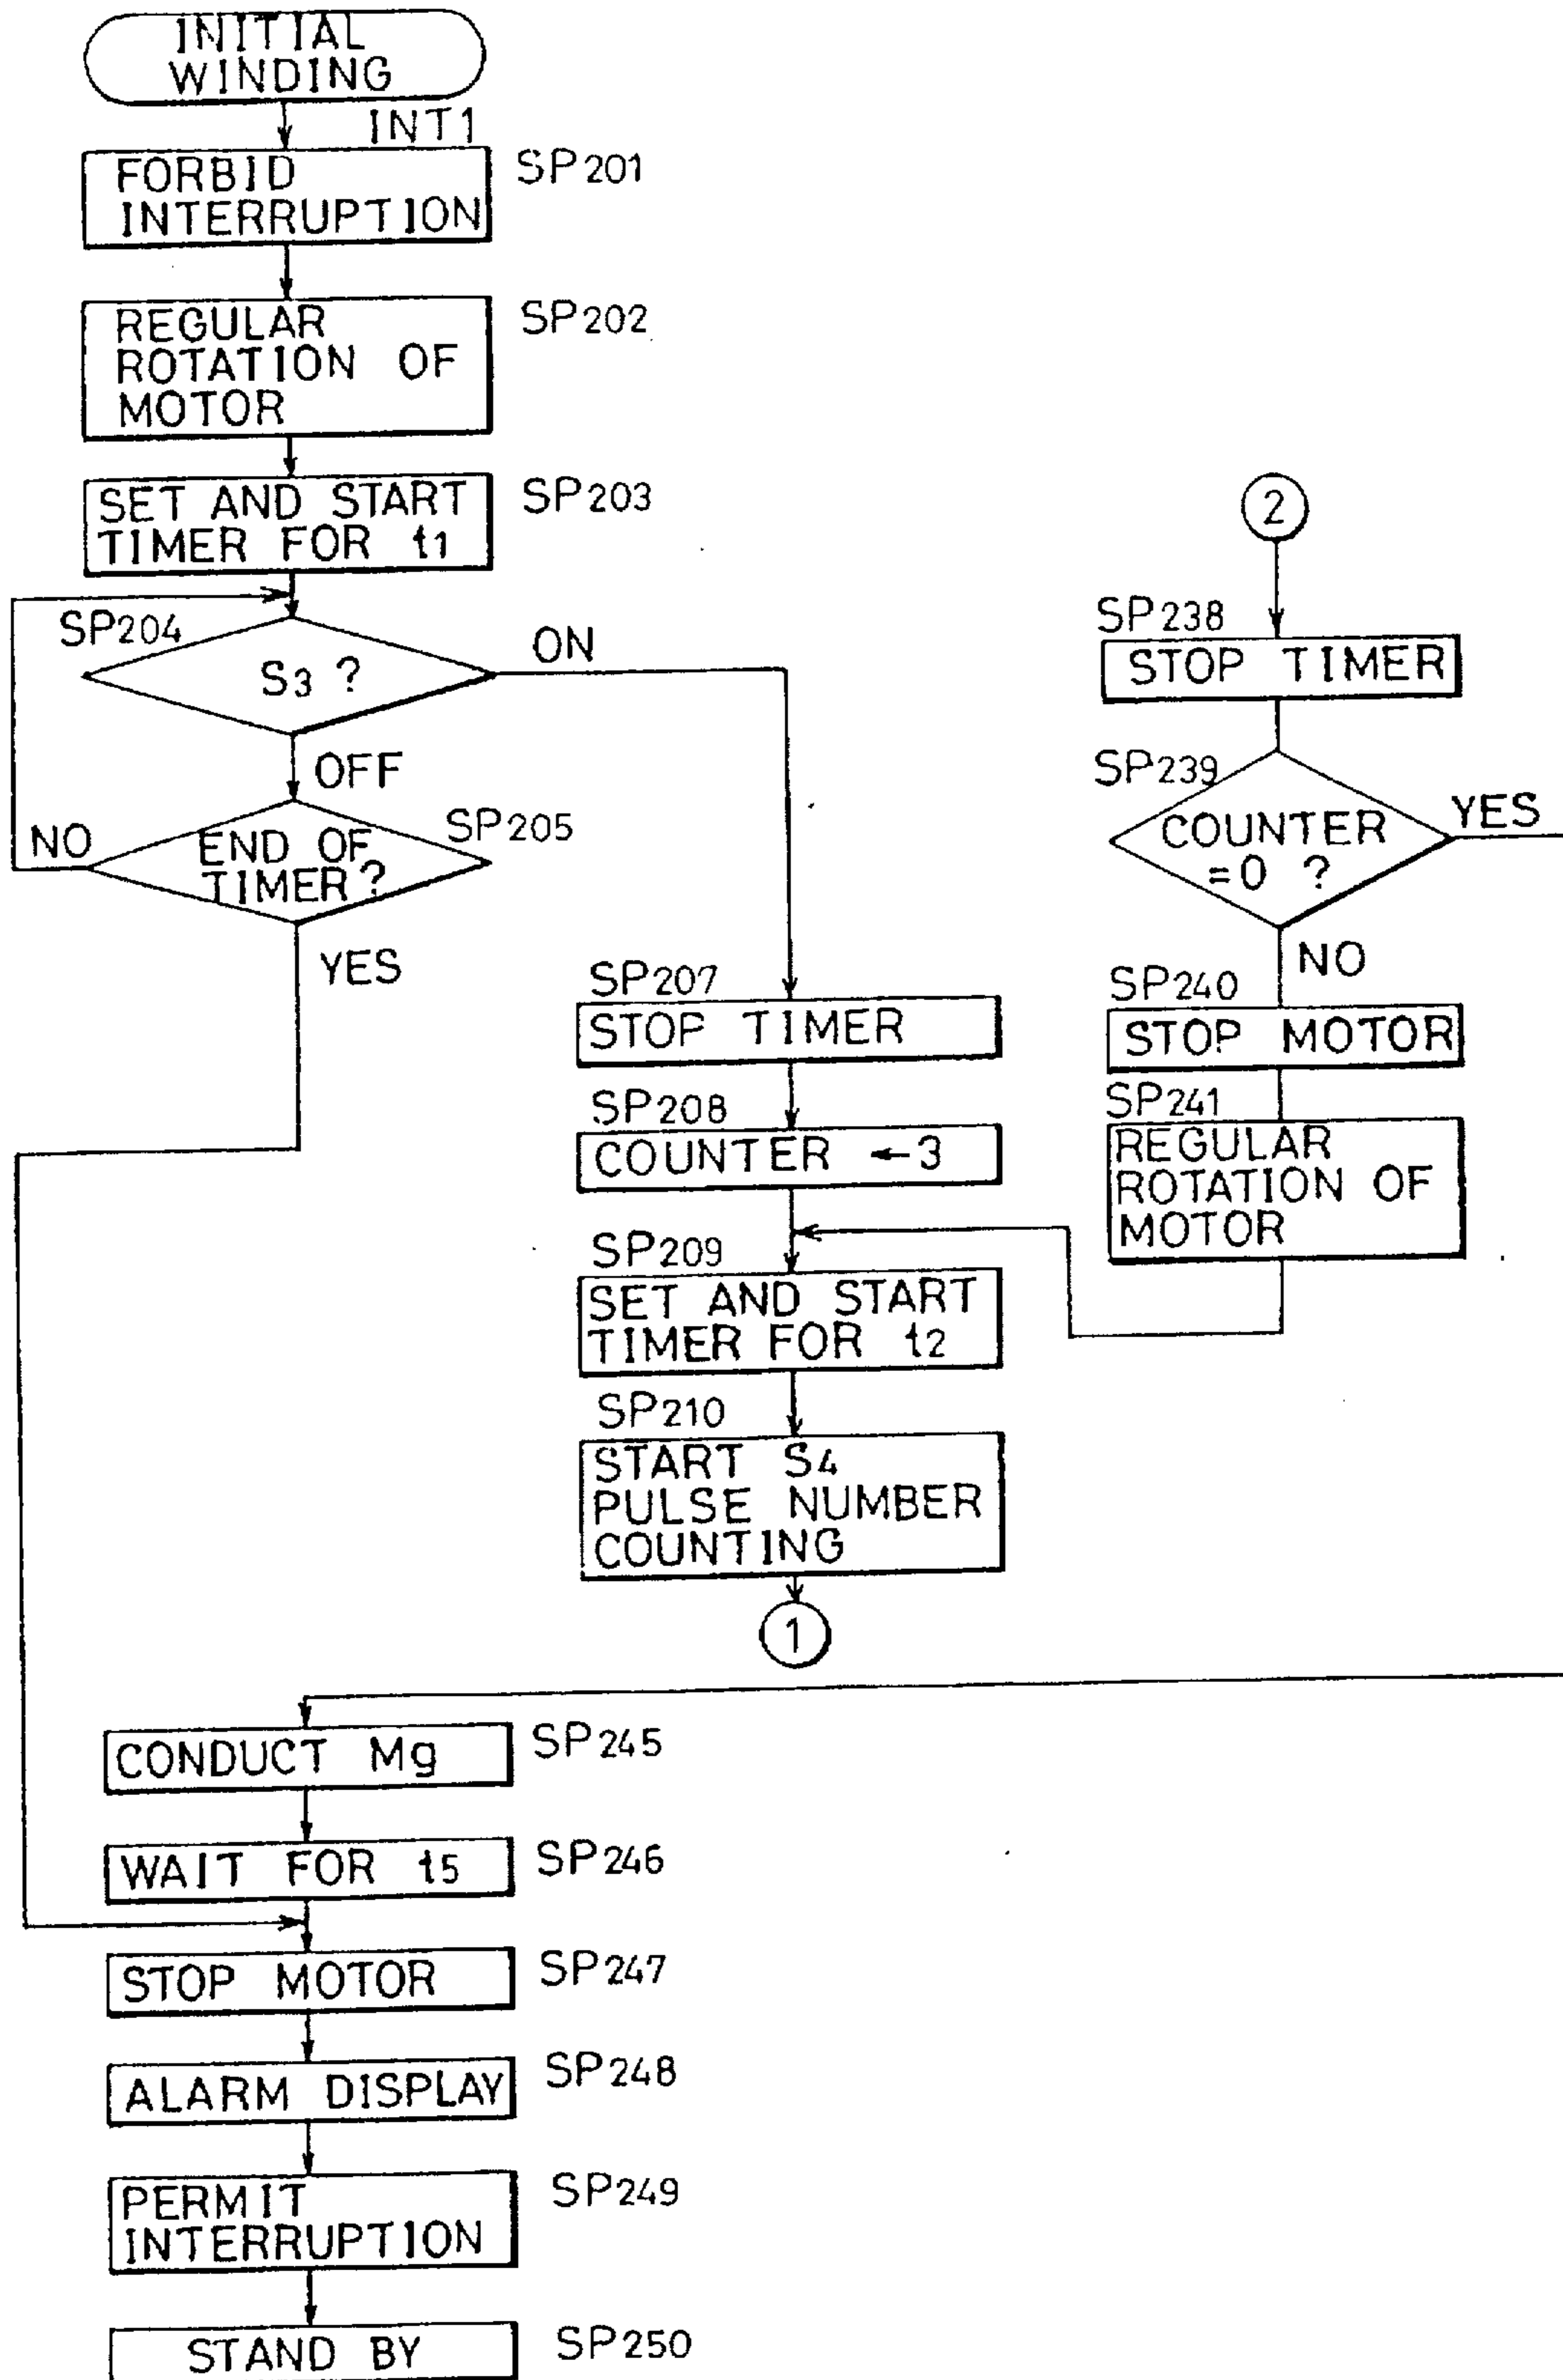 INITIAL
WINDING
INT1
FORBID
INTERRUPTION
SP201
REGULAR
ROTATION OF
MOTOR
SP202
SET AND START
TIMER FOR t1
SP203
SP204
S3 ?
ON
OFF
END OF
TIMER?
SP205
NO
YES
SP207
STOP TIMER
SP208
COUNTER ←3
SP209
SET AND START
TIMER FOR t2
SP210
START S4
PULSE NUMBER
COUNTING
1
2
SP238
STOP TIMER
SP239
COUNTER
=0 ?
YES
NO
SP240
STOP MOTOR
SP241
REGULAR
ROTATION OF
MOTOR
CONDUCT Mg
SP245
WAIT FOR t5
SP246
STOP MOTOR
SP247
ALARM DISPLAY
SP248
PERMIT
INTERRUPTION
SP249
STAND BY
SP250